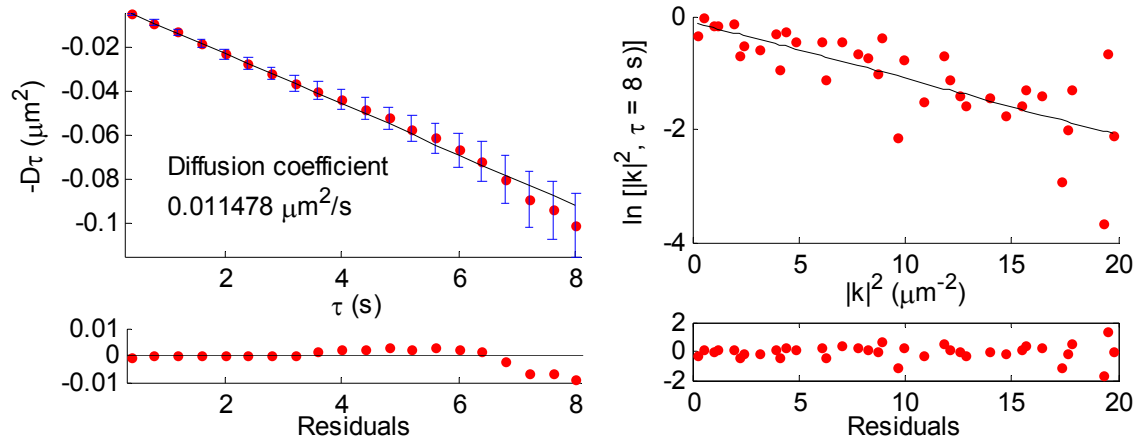 -0.02
-0.04
-0.06
-0.08
-0.1
-Dτ (μm²)
Diffusion coefficient
0.011478 μm²/s
2 4 6 8
τ (s)
0.01
0
-0.01
2 4 6 8
Residuals
0
-2
-4
ln [|k|², τ = 8 s)]
0 5 10 15 20
|k|² (μm⁻²)
2
0
-2
0 5 10 15 20
Residuals